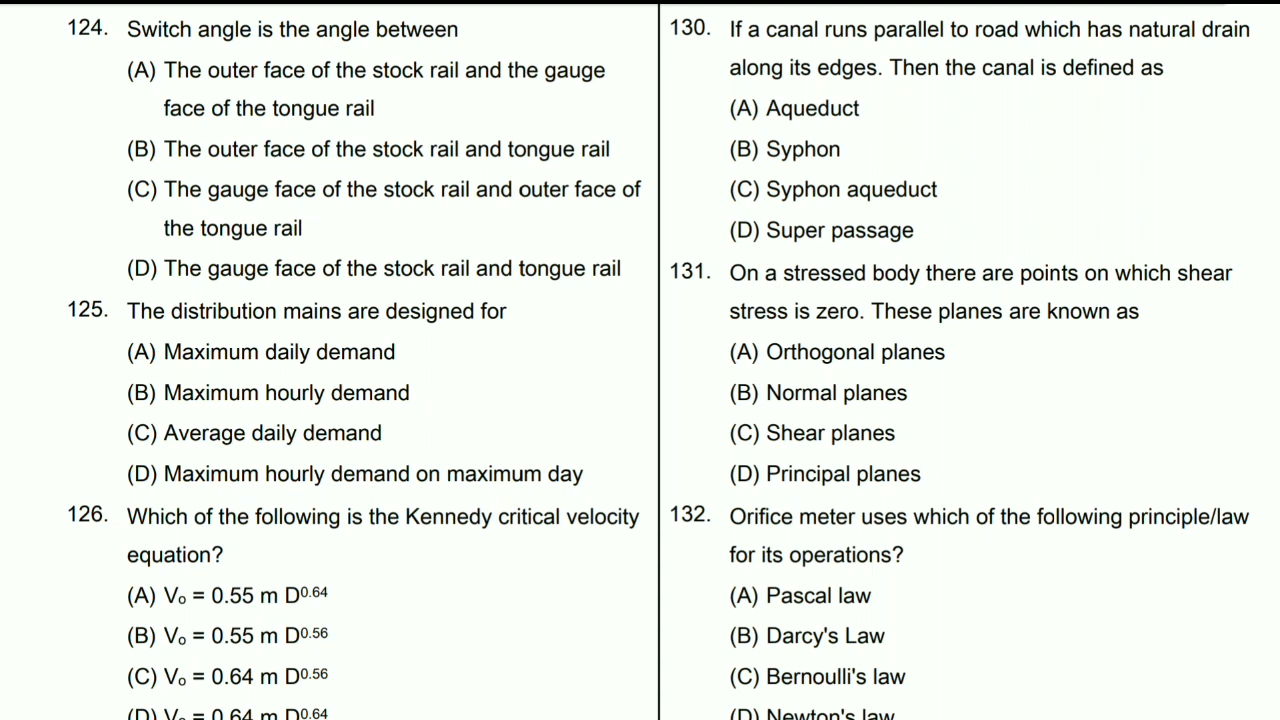 124. Switch angle is the angle between
(A) The outer face of the stock rail and the gauge
face of the tongue rail
(B) The outer face of the stock rail and tongue rail
(C) The gauge face of the stock rail and outer face of
the tongue rail
(D) The gauge face of the stock rail and tongue rail
125. The distribution mains are designed for
(A) Maximum daily demand
(B) Maximum hourly demand
(C) Average daily demand
(D) Maximum hourly demand on maximum day
126. Which of the following is the Kennedy critical velocity
equation?
(A) Vₒ = 0.55 m D⁰·⁶⁴
(B) Vₒ = 0.55 m D⁰·⁵⁶
(C) Vₒ = 0.64 m D⁰·⁵⁶
(D) Vₒ = 0.64 m D⁰·⁶⁴
130. If a canal runs parallel to road which has natural drain
along its edges. Then the canal is defined as
(A) Aqueduct
(B) Syphon
(C) Syphon aqueduct
(D) Super passage
131. On a stressed body there are points on which shear
stress is zero. These planes are known as
(A) Orthogonal planes
(B) Normal planes
(C) Shear planes
(D) Principal planes
132. Orifice meter uses which of the following principle/law
for its operations?
(A) Pascal law
(B) Darcy's Law
(C) Bernoulli's law
(D) Newton's law